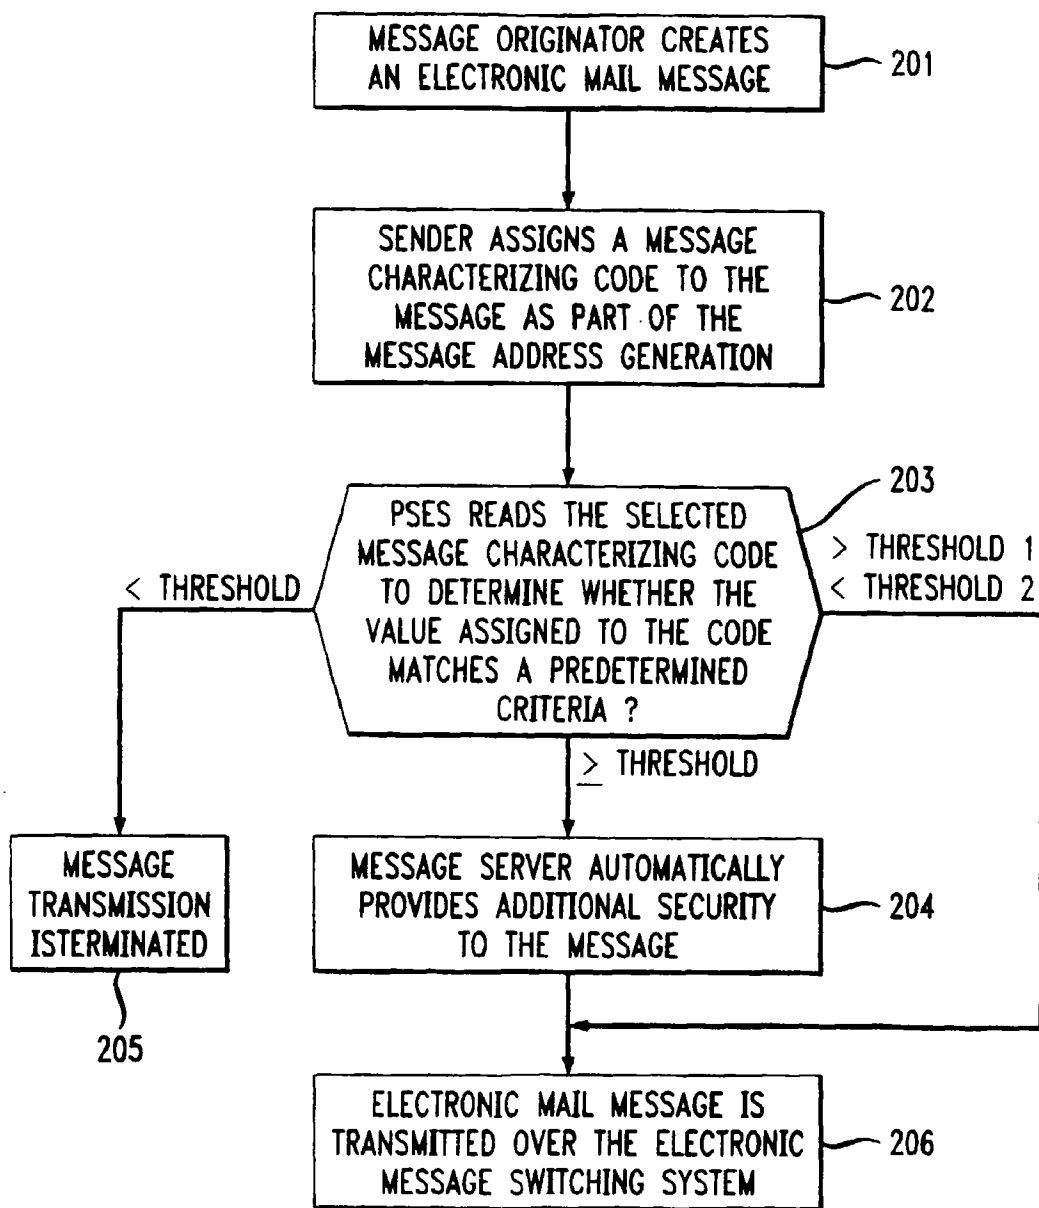 MESSAGE ORIGINATOR CREATES
AN ELECTRONIC MAIL MESSAGE
201
SENDER ASSIGNS A MESSAGE
CHARACTERIZING CODE TO THE
MESSAGE AS PART OF THE
MESSAGE ADDRESS GENERATION
202
203
PSES READS THE SELECTED
MESSAGE CHARACTERIZING CODE
TO DETERMINE WHETHER THE
VALUE ASSIGNED TO THE CODE
MATCHES A PREDETERMINED
CRITERIA ?
< THRESHOLD
> THRESHOLD 1
< THRESHOLD 2
≥ THRESHOLD
MESSAGE
TRANSMISSION
ISTERMINATED
205
MESSAGE SERVER AUTOMATICALLY
PROVIDES ADDITIONAL SECURITY
TO THE MESSAGE
204
ELECTRONIC MAIL MESSAGE IS
TRANSMITTED OVER THE ELECTRONIC
MESSAGE SWITCHING SYSTEM
206